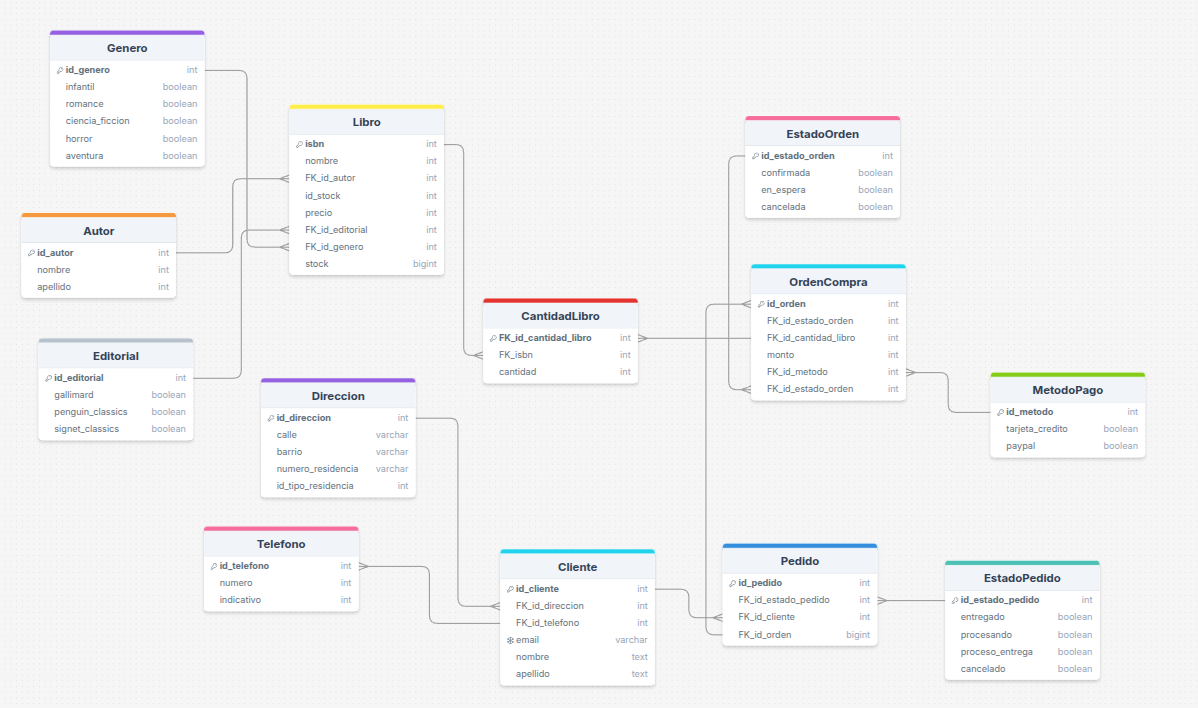 Genero
id_genero int
infantil boolean
romance boolean
ciencia_ficcion boolean
horror boolean
aventura boolean
Libro
isbn int
nombre int
FK_id_autor int
id_stock int
precio int
FK_id_editorial int
FK_id_genero int
stock bigint
EstadoOrden
id_estado_orden int
confirmada boolean
en_espera boolean
cancelada boolean
Autor
id_autor int
nombre int
apellido int
OrdenCompra
id_orden int
FK_id_estado_orden int
FK_id_cantidad_libro int
monto int
FK_id_metodo int
FK_id_estado_orden int
CantidadLibro
FK_id_cantidad_libro int
FK_isbn int
cantidad int
Editorial
id_editorial int
gallimard boolean
penguin_classics boolean
signet_classics boolean
Direccion
id_direccion int
calle varchar
barrio varchar
numero_residencia varchar
id_tipo_residencia int
MetodoPago
id_metodo int
tarjeta_credito boolean
paypal boolean
Telefono
id_telefono int
numero int
indicativo int
Cliente
id_cliente int
FK_id_direccion int
FK_id_telefono int
email varchar
nombre text
apellido text
Pedido
id_pedido int
FK_id_estado_pedido int
FK_id_cliente int
FK_id_orden bigint
EstadoPedido
id_estado_pedido int
entregado boolean
procesando boolean
proceso_entrega boolean
cancelado boolean